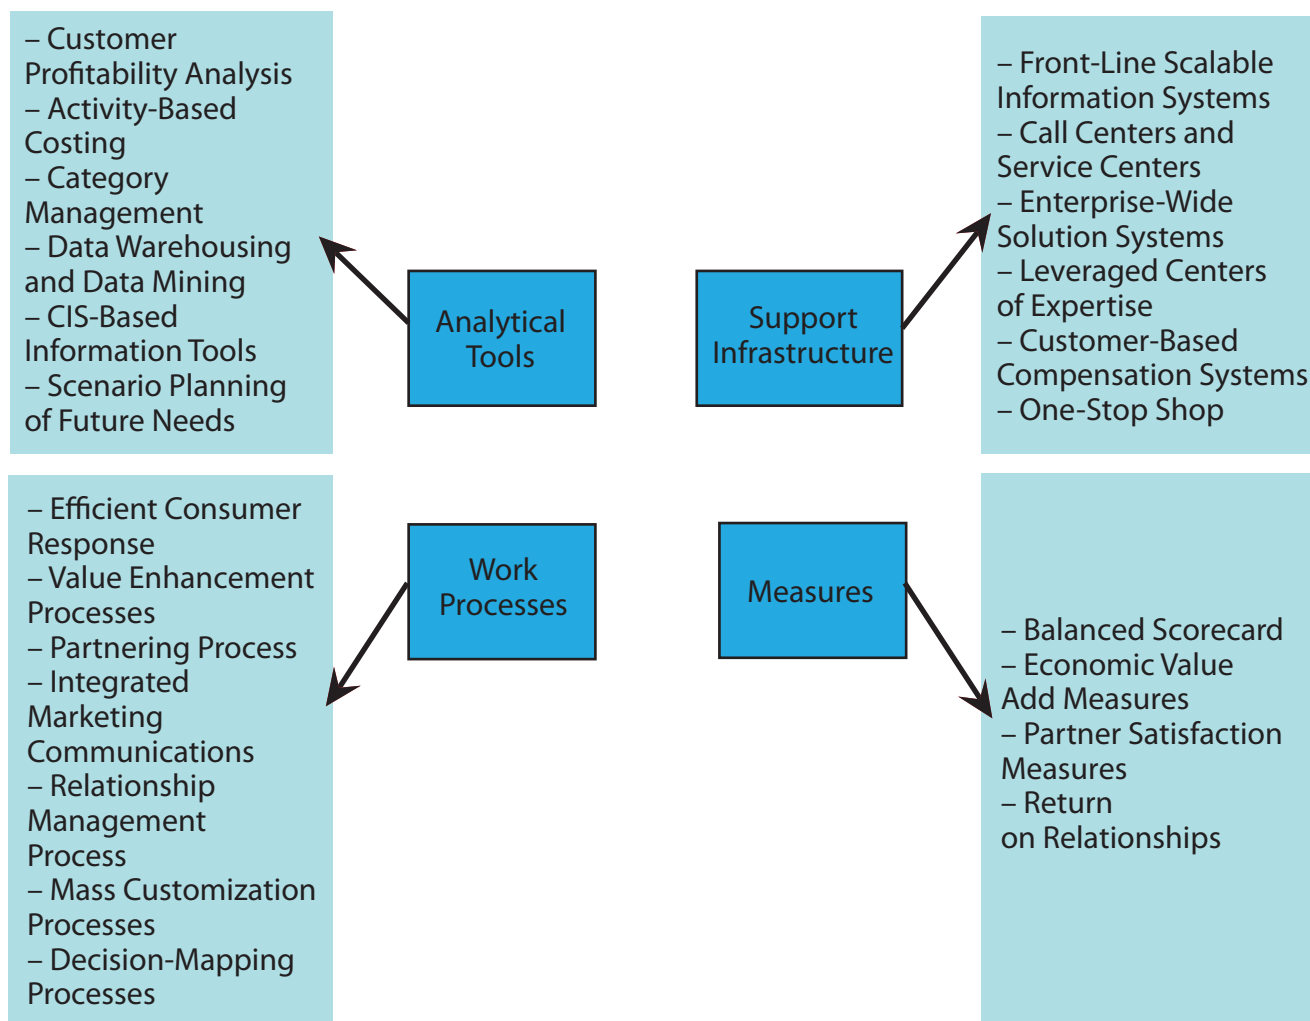 – Customer
Profitability Analysis
– Activity-Based
Costing
– Category
Management
– Data Warehousing
and Data Mining
– CIS-Based
Information Tools
– Scenario Planning
of Future Needs
Analytical
Tools
Support
Infrastructure
– Front-Line Scalable
Information Systems
– Call Centers and
Service Centers
– Enterprise-Wide
Solution Systems
– Leveraged Centers
of Expertise
– Customer-Based
Compensation Systems
– One-Stop Shop
– Efficient Consumer
Response
– Value Enhancement
Processes
– Partnering Process
– Integrated
Marketing
Communications
– Relationship
Management
Process
– Mass Customization
Processes
– Decision-Mapping
Processes
Work
Processes
Measures
– Balanced Scorecard
– Economic Value
Add Measures
– Partner Satisfaction
Measures
– Return
on Relationships